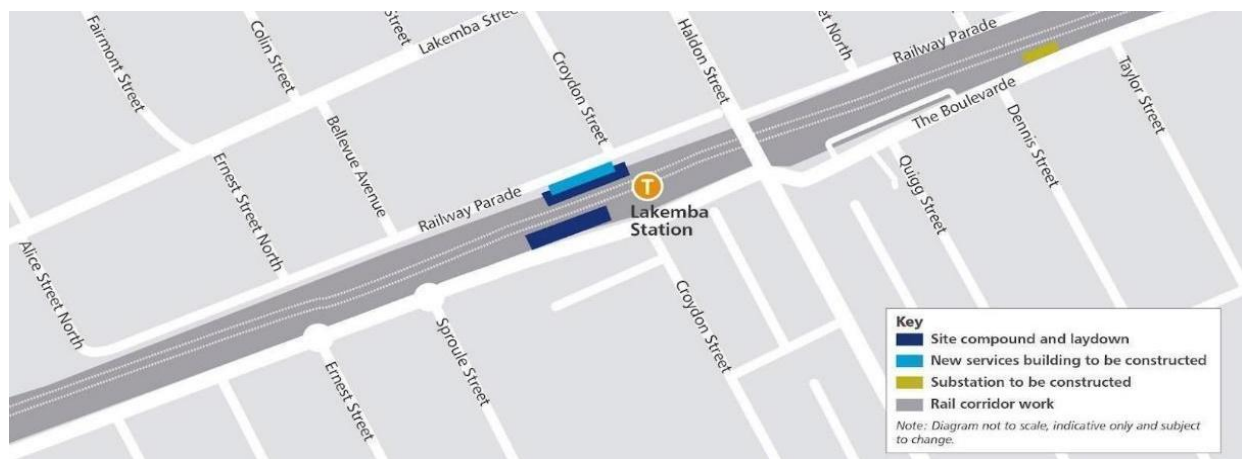 Fairmont Street
Colin Street
Street
Lakemba Street
Croydon Street
Haldon Street
et North
Railway Parade
The Boulevarde
Taylor Street
Dennis Street
Quigg Street
Bellevue Avenue
Ernest Street North
Alice Street North
Railway Parade
T
Lakemba
Station
Croydon Street
Sproule Street
Ernest Street
Key
Site compound and laydown
New services building to be constructed
Substation to be constructed
Rail corridor work
Note: Diagram not to scale, indicative only and subject
to change.